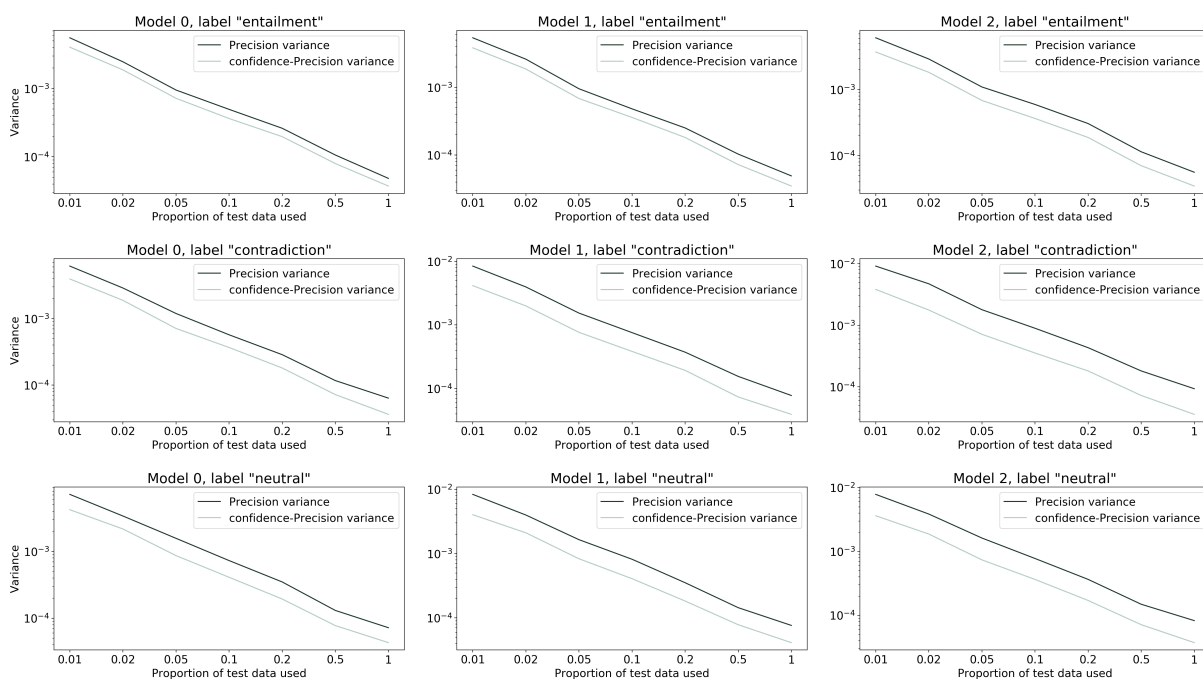 Model 0, label "entailment"
Model 1, label "entailment"
Model 2, label "entailment"
Precision variance
confidence-Precision variance
Precision variance
confidence-Precision variance
Precision variance
confidence-Precision variance
Variance
10⁻³
10⁻⁴
10⁻³
10⁻⁴
10⁻³
10⁻⁴
0.01 0.02 0.05 0.1 0.2 0.5 1
0.01 0.02 0.05 0.1 0.2 0.5 1
0.01 0.02 0.05 0.1 0.2 0.5 1
Proportion of test data used
Proportion of test data used
Proportion of test data used
Model 0, label "contradiction"
Model 1, label "contradiction"
Model 2, label "contradiction"
Precision variance
confidence-Precision variance
Precision variance
confidence-Precision variance
Precision variance
confidence-Precision variance
Variance
10⁻³
10⁻⁴
10⁻²
10⁻³
10⁻⁴
10⁻²
10⁻³
10⁻⁴
0.01 0.02 0.05 0.1 0.2 0.5 1
0.01 0.02 0.05 0.1 0.2 0.5 1
0.01 0.02 0.05 0.1 0.2 0.5 1
Proportion of test data used
Proportion of test data used
Proportion of test data used
Model 0, label "neutral"
Model 1, label "neutral"
Model 2, label "neutral"
Precision variance
confidence-Precision variance
Precision variance
confidence-Precision variance
Precision variance
confidence-Precision variance
Variance
10⁻³
10⁻⁴
10⁻²
10⁻³
10⁻⁴
10⁻²
10⁻³
10⁻⁴
0.01 0.02 0.05 0.1 0.2 0.5 1
0.01 0.02 0.05 0.1 0.2 0.5 1
0.01 0.02 0.05 0.1 0.2 0.5 1
Proportion of test data used
Proportion of test data used
Proportion of test data used